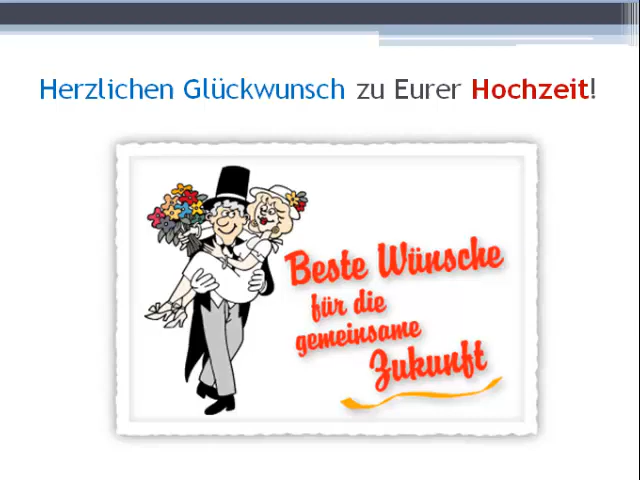 Herzlichen Glückwunsch zu Eurer Hochzeit!
Beste Wünsche
für die
gemeinsame
Zukunft